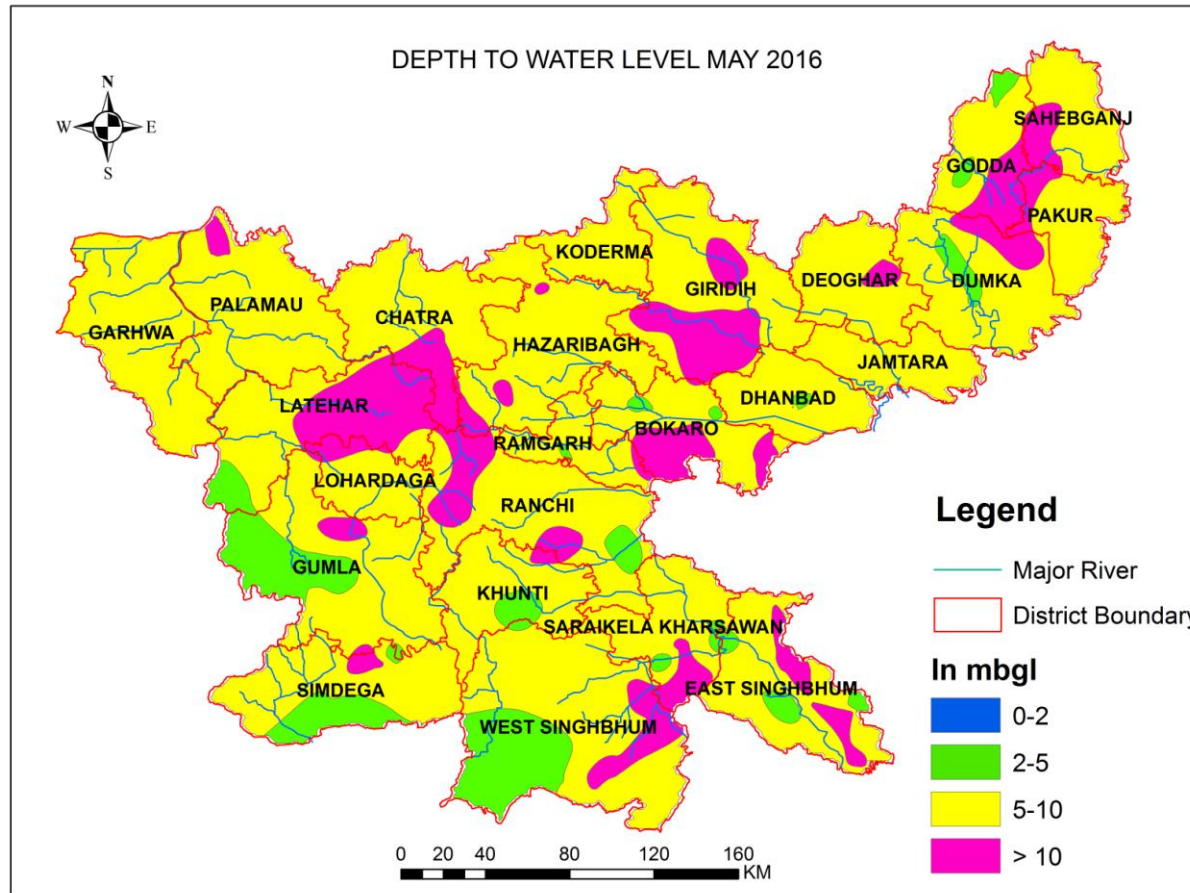 DEPTH TO WATER LEVEL MAY 2016
N
W E
S
SAHEBGANJ
GODDA
PAKUR
KODERMA
DEOGHAR
DUMKA
GIRIDIH
PALAMAU
CHATRA
GARHWA
HAZARIBAGH
JAMTARA
LATEHAR
DHANBAD
BOKARO
RAMGARH
LOHARDAGA
RANCHI
GUMLA
KHUNTI
SARAIKELA KHARSAWAN
SIMDEGA
EAST SINGHBHUM
WEST SINGHBHUM
Legend
Major River
District Boundary
In mbgl
0-2
2-5
5-10
> 10
0 20 40 80 120 160
KM